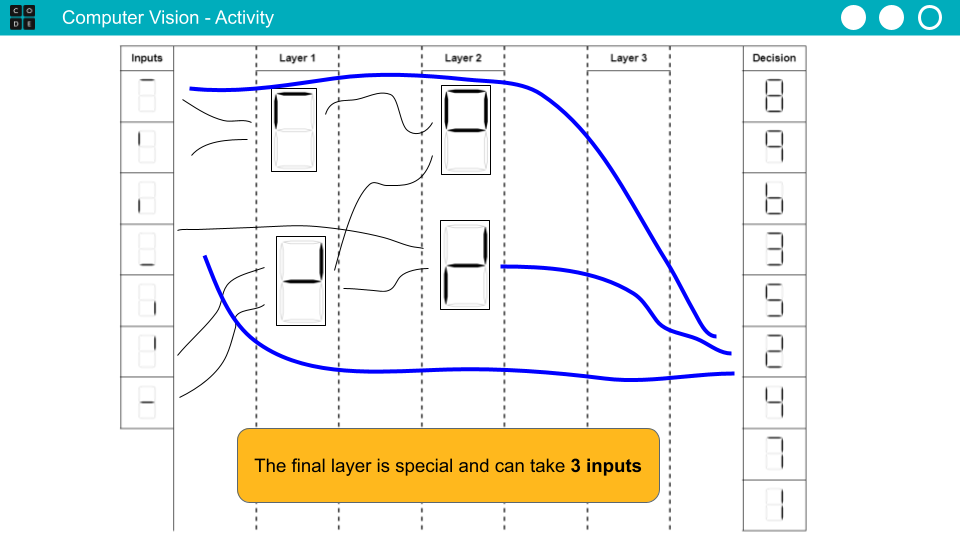 CODE
Computer Vision - Activity
Inputs
Layer 1
Layer 2
Layer 3
Decision
8
9
b
3
5
2
4
7
1
The final layer is special and can take 3 inputs